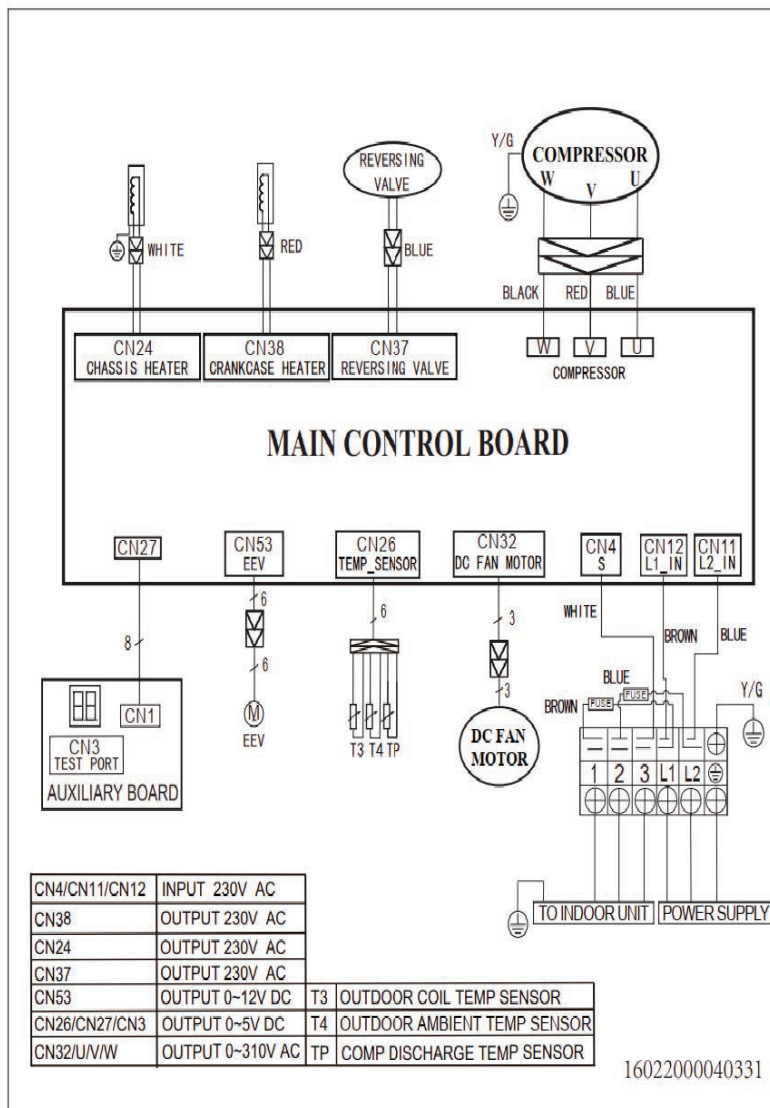 Y/G
COMPRESSOR
W V U
REVERSING
VALVE
WHITE
RED
BLUE
BLACK RED BLUE
CN24
CHASSIS HEATER
CN38
CRANKCASE HEATER
CN37
REVERSING VALVE
W V U
COMPRESSOR
MAIN CONTROL BOARD
CN27
CN53
EEV
CN26
TEMP_SENSOR
CN32
DC FAN MOTOR
CN4
S
CN12
L1_IN
CN11
L2_IN
8
6
6
6
3
3
WHITE
BROWN
BLUE
BLUE
FUSE
BROWN
FUSE
Y/G
CN1
CN3
TEST PORT
AUXILIARY BOARD
M
EEV
T3 T4 TP
DC FAN
MOTOR
1 2 3 L1 L2
TO INDOOR UNIT
POWER SUPPLY
CN4/CN11/CN12 INPUT 230V AC
CN38 OUTPUT 230V AC
CN24 OUTPUT 230V AC
CN37 OUTPUT 230V AC
CN53 OUTPUT 0~12V DC T3 OUTDOOR COIL TEMP SENSOR
CN26/CN27/CN3 OUTPUT 0~5V DC T4 OUTDOOR AMBIENT TEMP SENSOR
CN32/U/V/W OUTPUT 0~310V AC TP COMP DISCHARGE TEMP SENSOR
16022000040331